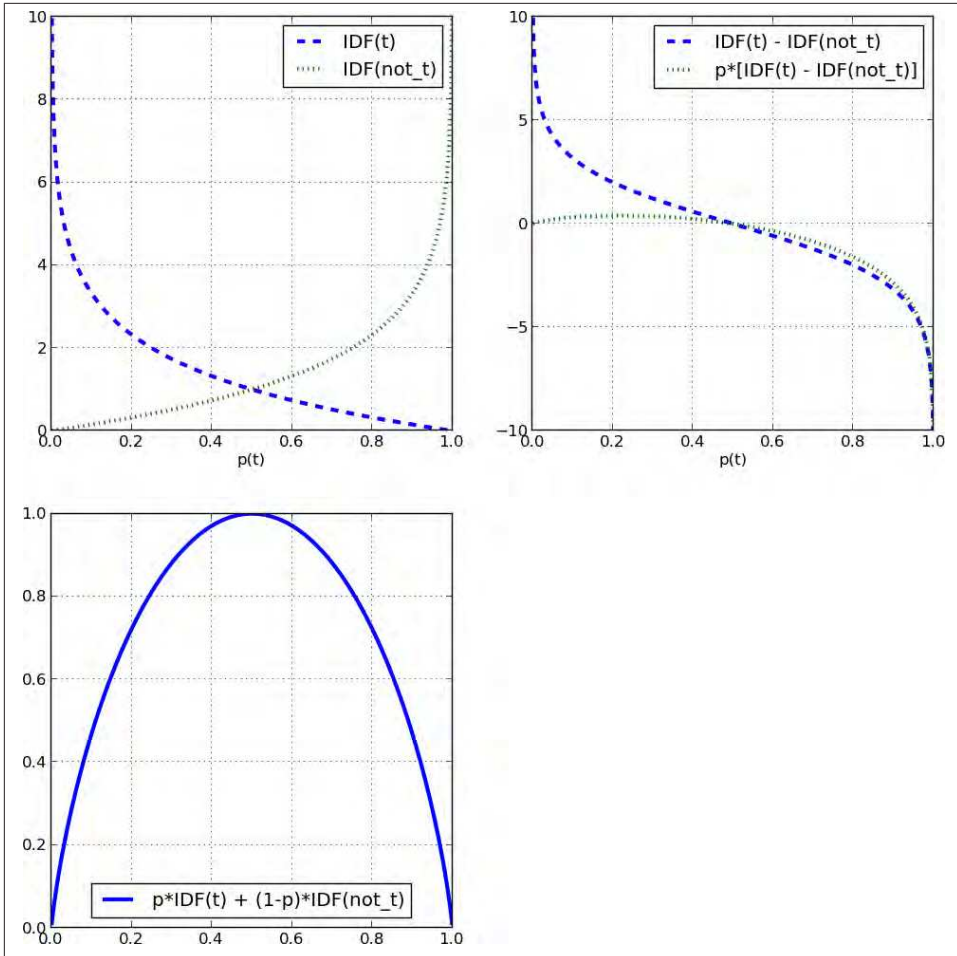 10
8
6
4
2
0
IDF(t)
IDF(not_t)
0.0 0.2 0.4 0.6 0.8 1.0
p(t)
10
5
0
−5
−10
IDF(t) - IDF(not_t)
p*[IDF(t) - IDF(not_t)]
0.0 0.2 0.4 0.6 0.8 1.0
p(t)
1.0
0.8
0.6
0.4
0.2
0.0
p*IDF(t) + (1-p)*IDF(not_t)
0.0 0.2 0.4 0.6 0.8 1.0